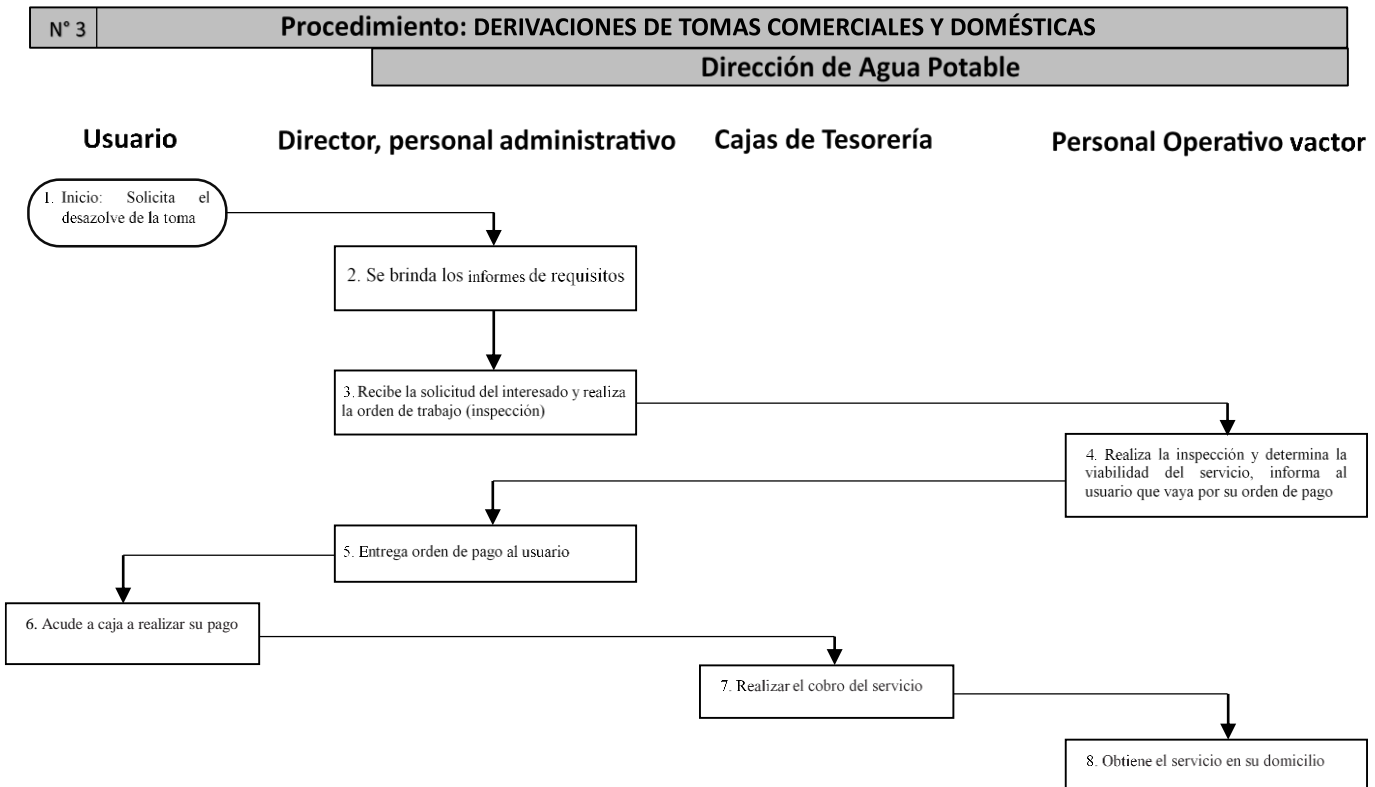 N° 3
Procedimiento: DERIVACIONES DE TOMAS COMERCIALES Y DOMÉSTICAS
Dirección de Agua Potable
Usuario
Director, personal administrativo
Cajas de Tesorería
Personal Operativo vactor
1. Inicio: Solicita el
desazolve de la toma
2. Se brinda los informes de requisitos
3. Recibe la solicitud del interesado y realiza
la orden de trabajo (inspección)
4. Realiza la inspección y determina la
viabilidad del servicio, informa al
usuario que vaya por su orden de pago
5. Entrega orden de pago al usuario
6. Acude a caja a realizar su pago
7. Realizar el cobro del servicio
8. Obtiene el servicio en su domicilio